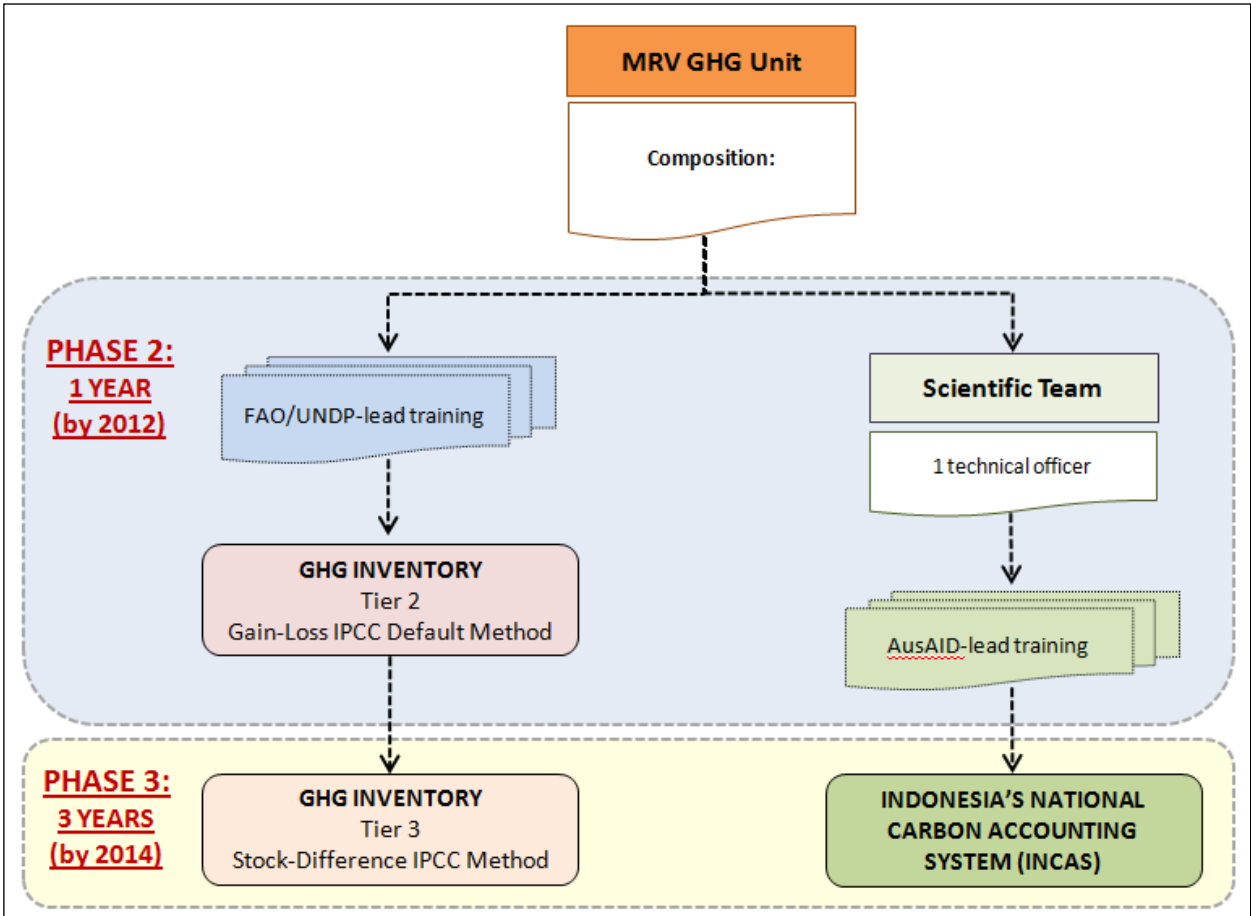 MRV GHG Unit
Composition:
PHASE 2:
1 YEAR
(by 2012)
FAO/UNDP-lead training
Scientific Team
1 technical officer
GHG INVENTORY
Tier 2
Gain-Loss IPCC Default Method
AusAID-lead training
PHASE 3:
3 YEARS
(by 2014)
GHG INVENTORY
Tier 3
Stock-Difference IPCC Method
INDONESIA'S NATIONAL
CARBON ACCOUNTING
SYSTEM (INCAS)